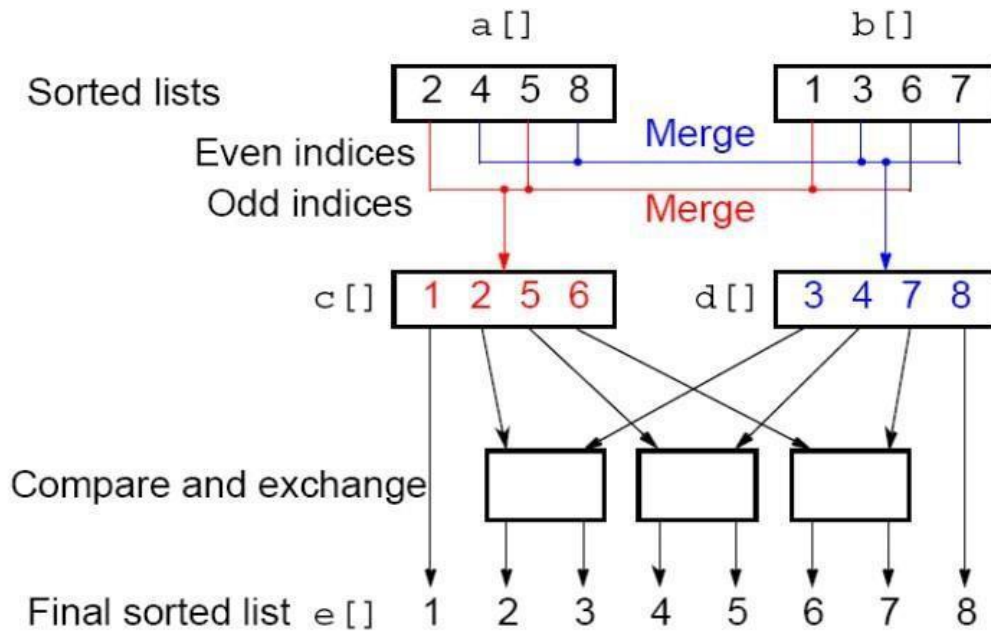 a[] b[]
Sorted lists 2 4 5 8 1 3 6 7
Merge
Even indices
Odd indices Merge
c[] 1 2 5 6 d[] 3 4 7 8
Compare and exchange
Final sorted list e[] 1 2 3 4 5 6 7 8